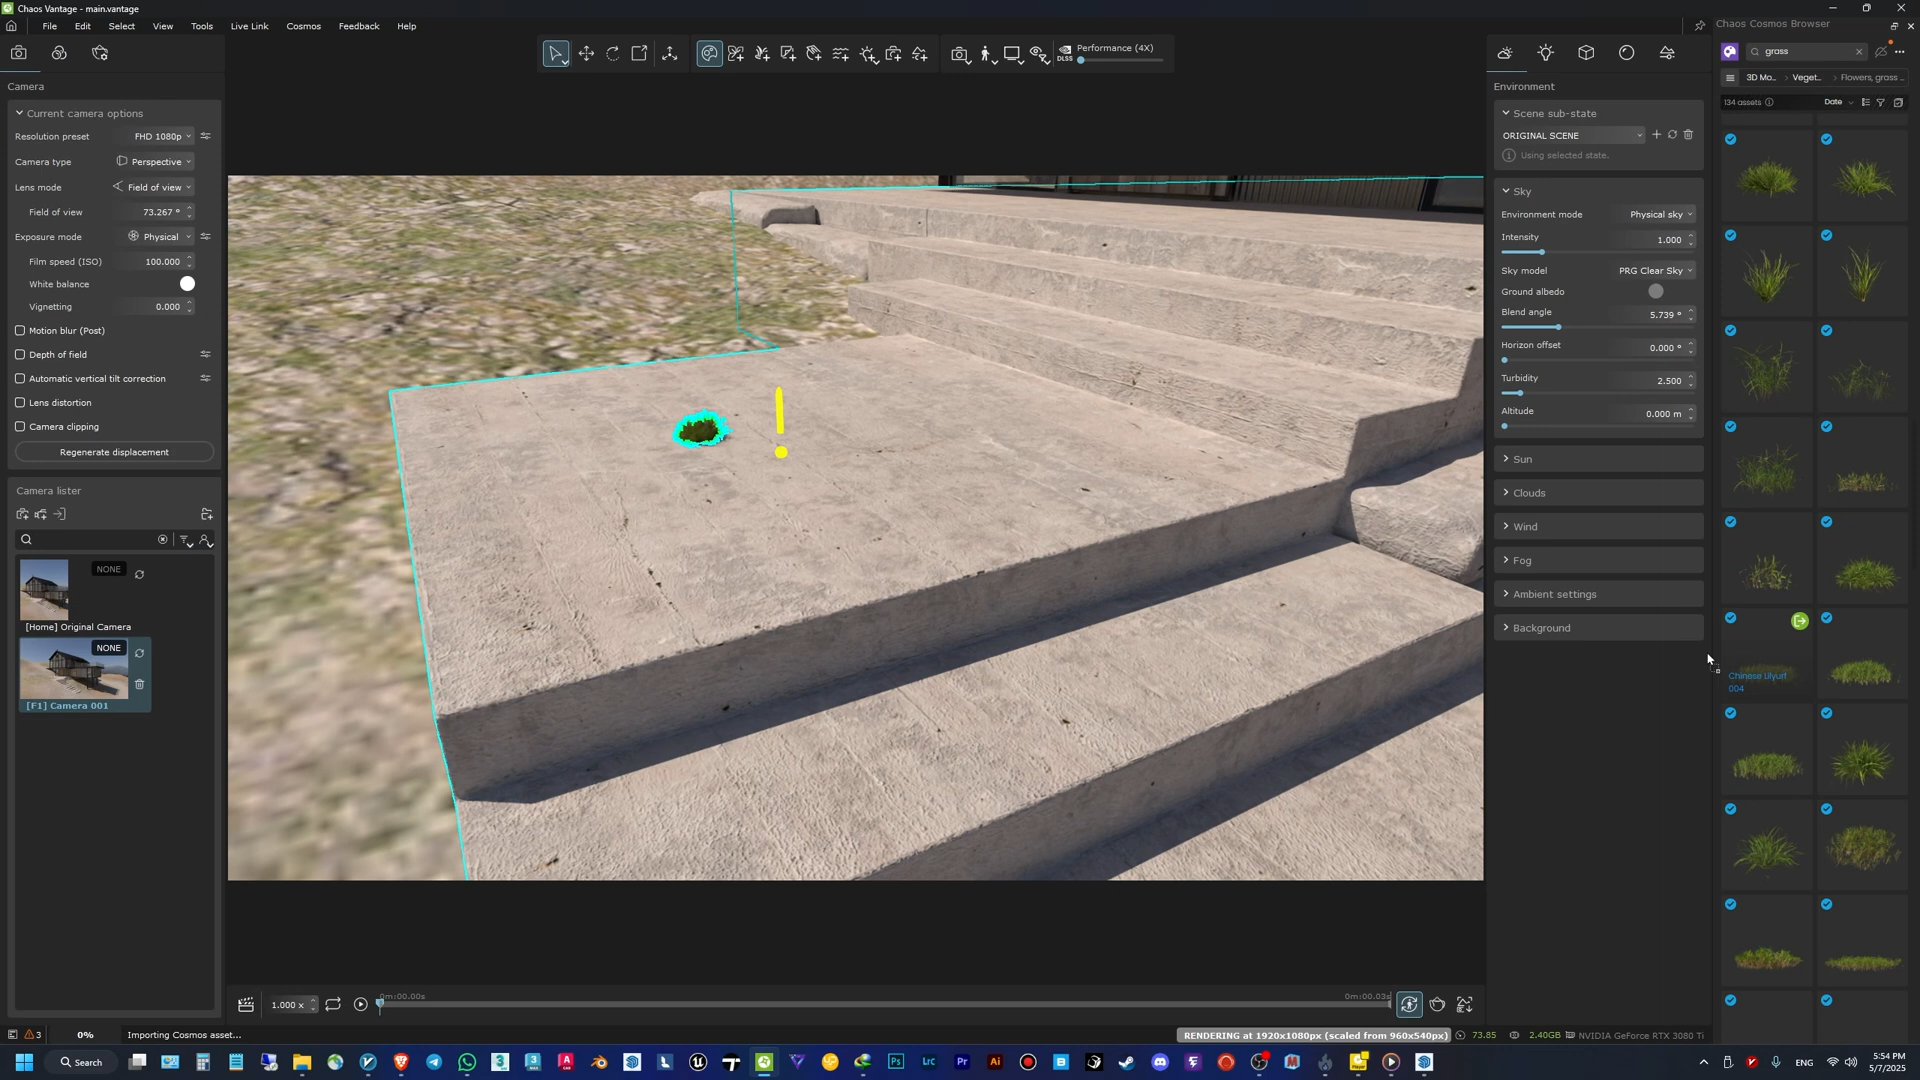 Chaos Vantage - main.vantage
File Edit Select View Tools Live Link Cosmos Feedback Help
Chaos Cosmos Browser
DLSS
Performance (4X)
grass
3D Mo... Veget... Flowers, grass ...
134 assets
Date
Camera
Current camera options
Resolution preset FHD 1080p
Camera type Perspective
Lens mode Field of view
Field of view 73.267 °
Exposure mode Physical
Film speed (ISO) 100.000
White balance
Vignetting 0.000
Motion blur (Post)
Depth of field
Automatic vertical tilt correction
Lens distortion
Camera clipping
Regenerate displacement
Camera lister
NONE
[Home] Original Camera
NONE
[F1] Camera 001
Environment
Scene sub-state
ORIGINAL SCENE
Using selected state.
Sky
Environment mode Physical sky
Intensity 1.000
Sky model PRG Clear Sky
Ground albedo
Blend angle 5.739 °
Horizon offset 0.000 °
Turbidity 2.500
Altitude 0.000 m
Sun
Clouds
Wind
Fog
Ambient settings
Background
Chinese Lilyturf
004
1.000 x
0m:00.00s
0m:00.03s
3 0% Importing Cosmos asset...
RENDERING at 1920x1080px (scaled from 960x540px) 73.85 2.40GB NVIDIA GeForce RTX 3080 Ti
Search
ENG
5:54 PM
5/7/2025